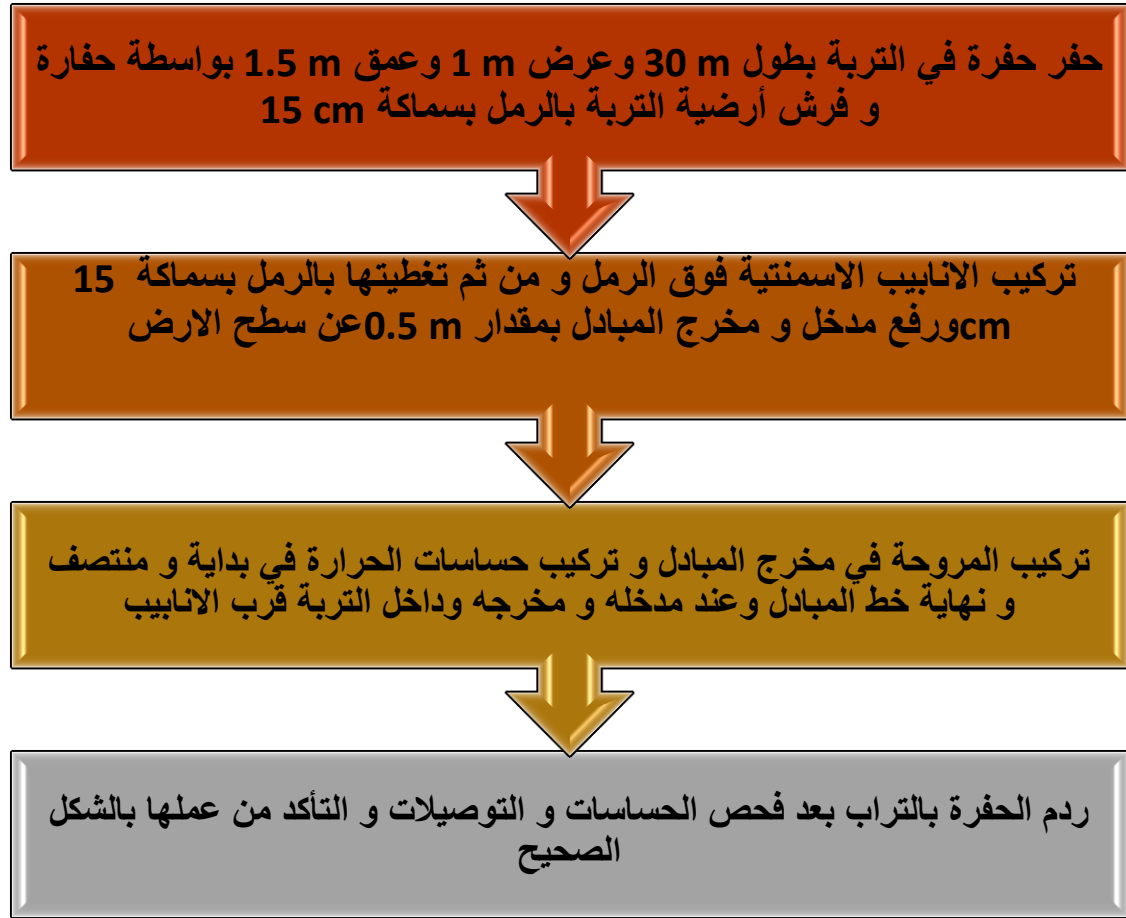 حفر حفرة في التربة بطول 30 m وعرض 1 m وعمق 1.5 m بواسطة حفارة
و فرش أرضية التربة بالرمل بسماكة 15 cm
تركيب الانابيب الاسمنتية فوق الرمل و من ثم تغطيتها بالرمل بسماكة 15
cmورفع مدخل و مخرج المبادل بمقدار 0.5 mعن سطح الارض
تركيب المروحة في مخرج المبادل و تركيب حساسات الحرارة في بداية و منتصف
و نهاية خط المبادل وعند مدخله و مخرجه وداخل التربة قرب الانابيب
ردم الحفرة بالتراب بعد فحص الحساسات و التوصيلات و التأكد من عملها بالشكل
الصحيح